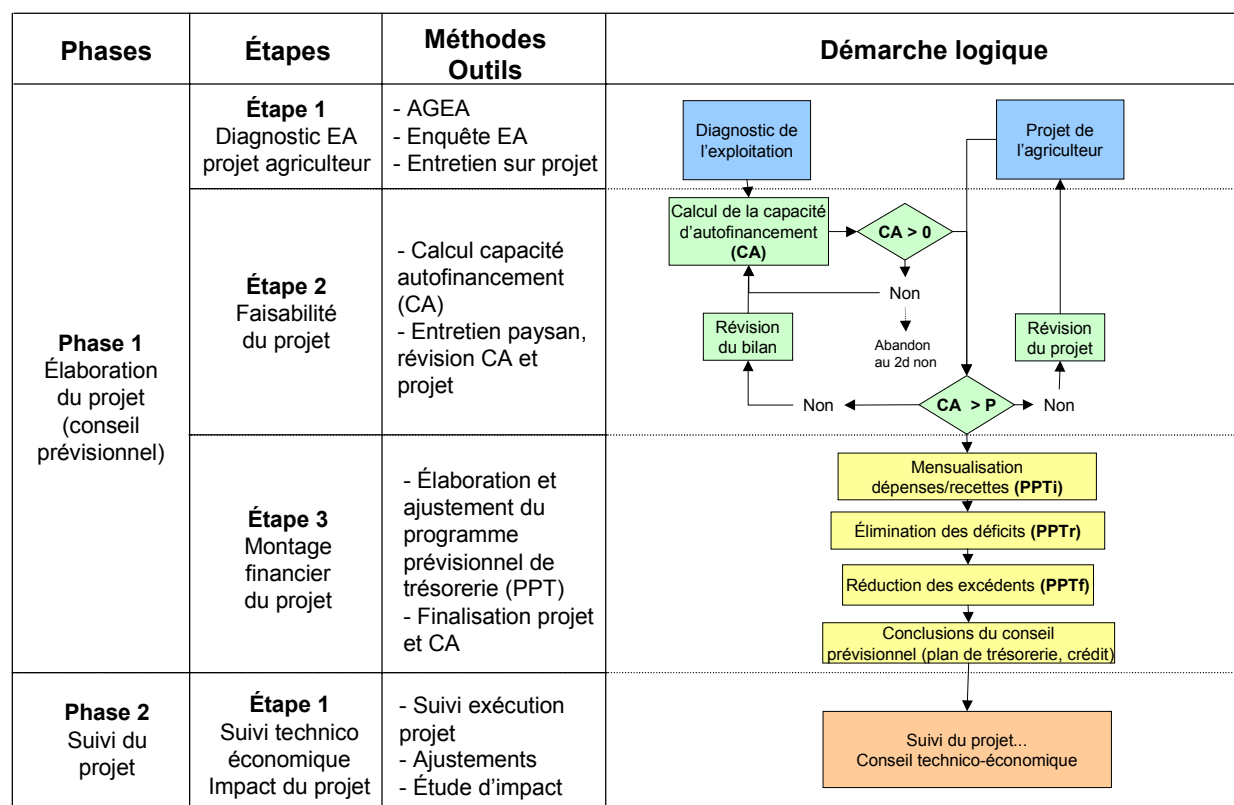 Phases
Étapes
Méthodes
Outils
Démarche logique
Phase 1
Élaboration
du projet
(conseil
prévisionnel)
Étape 1
Diagnostic EA
projet agriculteur
- AGEA
- Enquête EA
- Entretien sur projet
Diagnostic de
l’exploitation
Projet de
l’agriculteur
Étape 2
Faisabilité
du projet
- Calcul capacité
autofinancement
(CA)
- Entretien paysan,
révision CA et
projet
Calcul de la capacité
d’autofinancement
(CA)
CA > 0
Non
Révision
du bilan
Abandon
au 2d non
Révision
du projet
Non
CA > P
Non
Étape 3
Montage
financier
du projet
- Élaboration et
ajustement du
programme
prévisionnel de
trésorerie (PPT)
- Finalisation projet
et CA
Mensualisation
dépenses/recettes (PPTi)
Élimination des déficits (PPTr)
Réduction des excédents (PPTf)
Conclusions du conseil
prévisionnel (plan de trésorerie, crédit)
Phase 2
Suivi du
projet
Étape 1
Suivi technico
économique
Impact du projet
- Suivi exécution
projet
- Ajustements
- Étude d’impact
Suivi du projet...
Conseil technico-économique